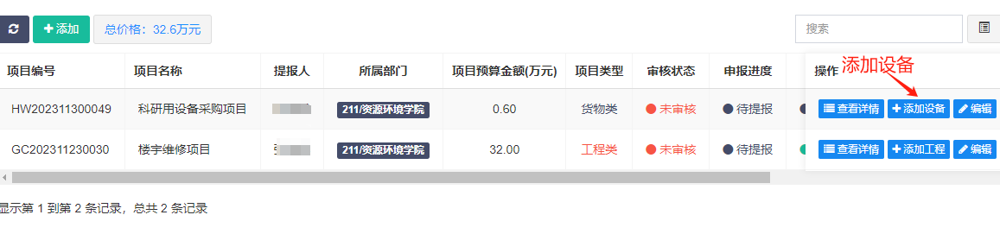 添加 总价格：32.6万元 搜索
添加设备
项目编号 项目名称 提报人 所属部门 项目预算金额(万元) 项目类型 审核状态 申报进度 操作
HW202311300049 科研用设备采购项目 211/资源环境学院 0.60 货物类 未审核 待提报 查看详情 添加设备 编辑
GC202311230030 楼宇维修项目 211/资源环境学院 32.00 工程类 未审核 待提报 查看详情 添加工程 编辑
显示第 1 到第 2 条记录，总共 2 条记录